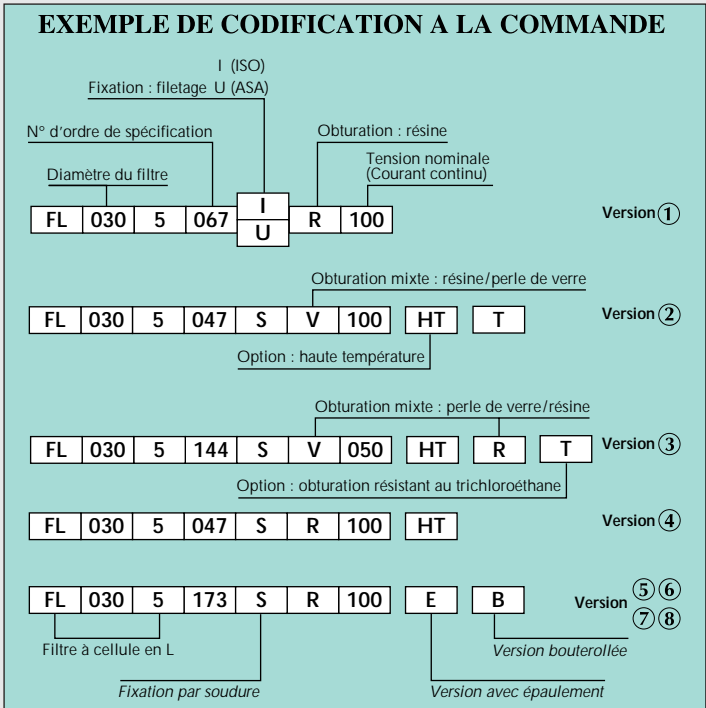 EXEMPLE DE CODIFICATION A LA COMMANDE
I (ISO)
Fixation : filetage U (ASA)
N° d'ordre de spécification
Obturation : résine
Diamètre du filtre
Tension nominale
(Courant continu)
FL 030 5 067 I U R 100 Version 1
Obturation mixte : résine/perle de verre
FL 030 5 047 S V 100 HT T Version 2
Option : haute température
Obturation mixte : perle de verre/résine
FL 030 5 144 S V 050 HT R T Version 3
Option : obturation résistant au trichloroéthane
FL 030 5 047 S R 100 HT Version 4
FL 030 5 173 S R 100 E B Version 5 6
7 8
Filtre à cellule en L
Version bouterollée
Fixation par soudure
Version avec épaulement